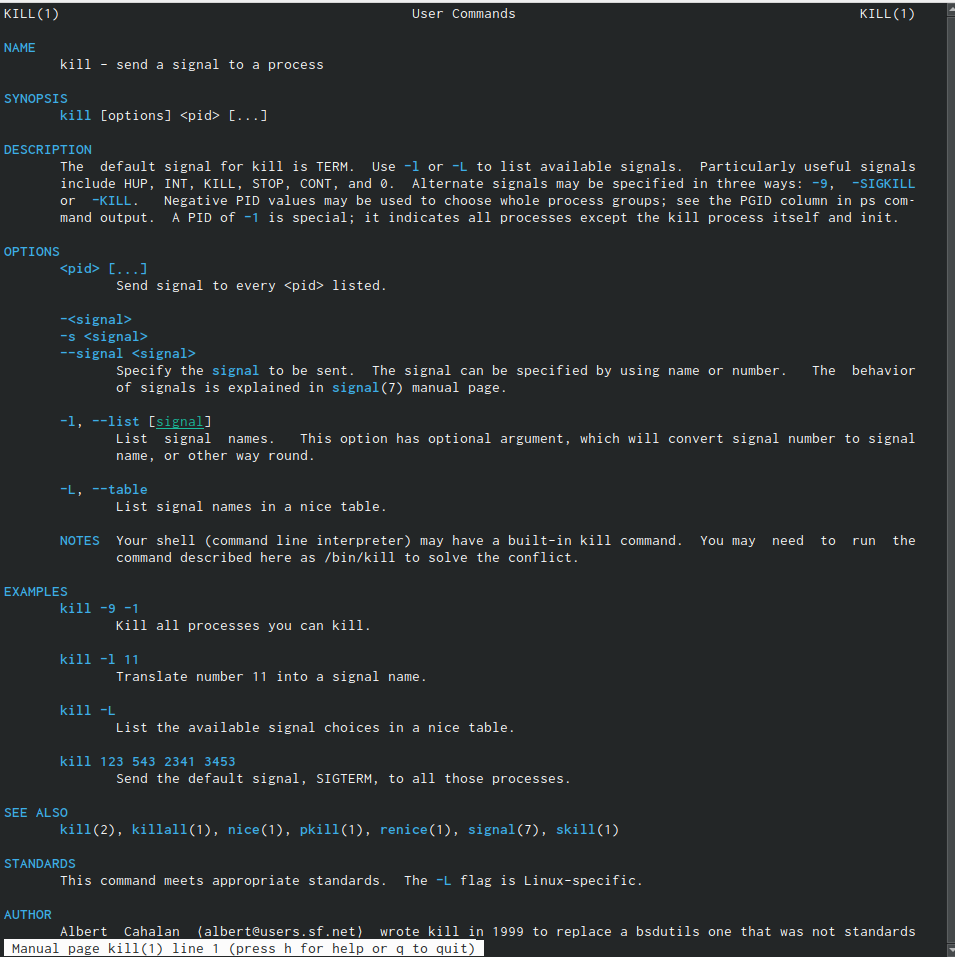 KILL(1)                                            User Commands                                           KILL(1)
NAME
       kill - send a signal to a process
SYNOPSIS
       kill [options] <pid> [...]
DESCRIPTION
       The  default signal for kill is TERM.  Use -l or -L to list available signals.  Particularly useful signals
       include HUP, INT, KILL, STOP, CONT, and 0.  Alternate signals may be specified in three ways: -9,  -SIGKILL
       or  -KILL.   Negative PID values may be used to choose whole process groups; see the PGID column in ps com-
       mand output.  A PID of -1 is special; it indicates all processes except the kill process itself and init.
OPTIONS
       <pid> [...]
              Send signal to every <pid> listed.
       -<signal>
       -s <signal>
       --signal <signal>
              Specify the signal to be sent.  The signal can be specified by using name or number.   The  behavior
              of signals is explained in signal(7) manual page.
       -l, --list [signal]
              List  signal  names.   This option has optional argument, which will convert signal number to signal
              name, or other way round.
       -L, --table
              List signal names in a nice table.
       NOTES  Your shell (command line interpreter) may have a built-in kill command.  You may  need  to  run  the
              command described here as /bin/kill to solve the conflict.
EXAMPLES
       kill -9 -1
              Kill all processes you can kill.
       kill -l 11
              Translate number 11 into a signal name.
       kill -L
              List the available signal choices in a nice table.
       kill 123 543 2341 3453
              Send the default signal, SIGTERM, to all those processes.
SEE ALSO
       kill(2), killall(1), nice(1), pkill(1), renice(1), signal(7), skill(1)
STANDARDS
       This command meets appropriate standards.  The -L flag is Linux-specific.
AUTHOR
       Albert  Cahalan  ⟨albert@users.sf.net⟩  wrote kill in 1999 to replace a bsdutils one that was not standards
 Manual page kill(1) line 1 (press h for help or q to quit)